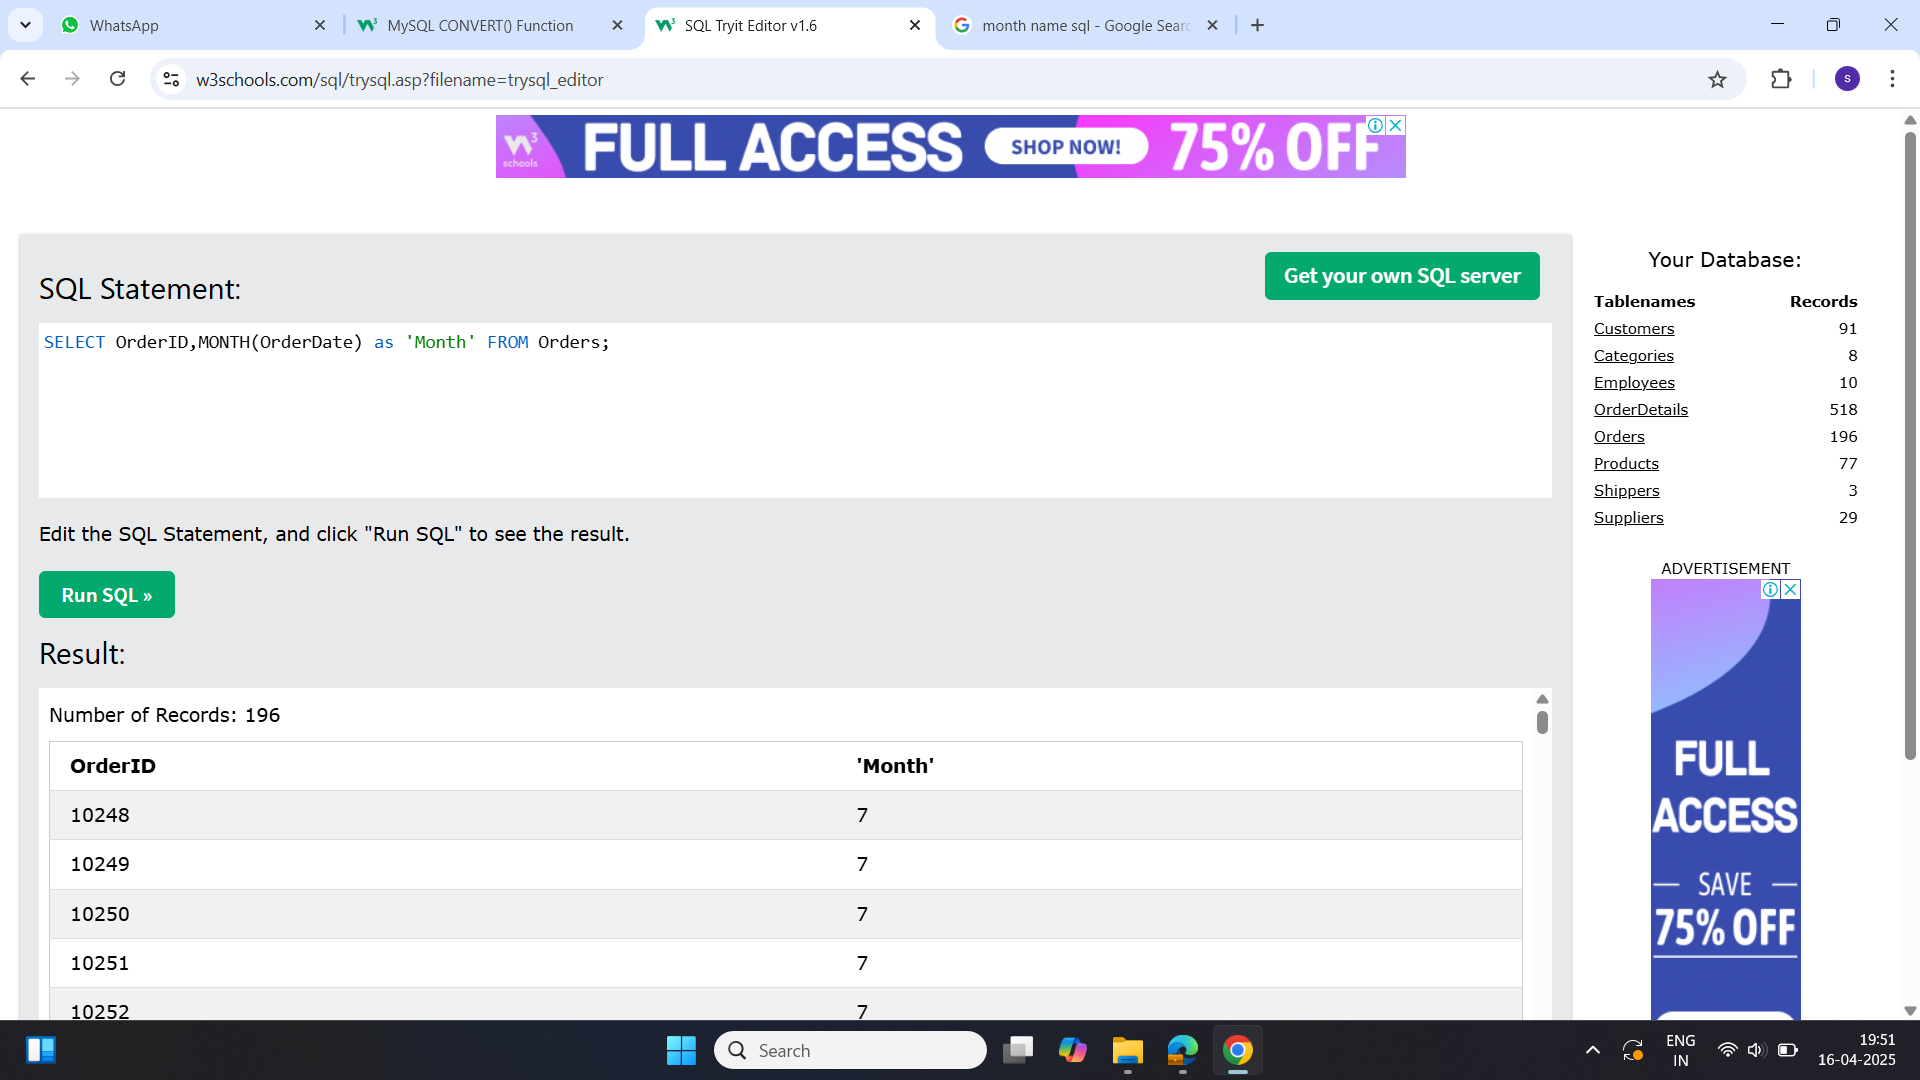 WhatsApp
MySQL CONVERT() Function
SQL Tryit Editor v1.6
month name sql - Google Searc
w3schools.com/sql/trysql.asp?filename=trysql_editor
S
W3 schools FULL ACCESS SHOP NOW! 75% OFF
SQL Statement:
Get your own SQL server
SELECT OrderID,MONTH(OrderDate) as 'Month' FROM Orders;
Edit the SQL Statement, and click "Run SQL" to see the result.
Run SQL »
Result:
Number of Records: 196
OrderID 'Month'
10248 7
10249 7
10250 7
10251 7
10252 7
Your Database:
Tablenames Records
Customers 91
Categories 8
Employees 10
OrderDetails 518
Orders 196
Products 77
Shippers 3
Suppliers 29
ADVERTISEMENT
FULL
ACCESS
SAVE
75% OFF
Search
ENG
IN
19:51
16-04-2025